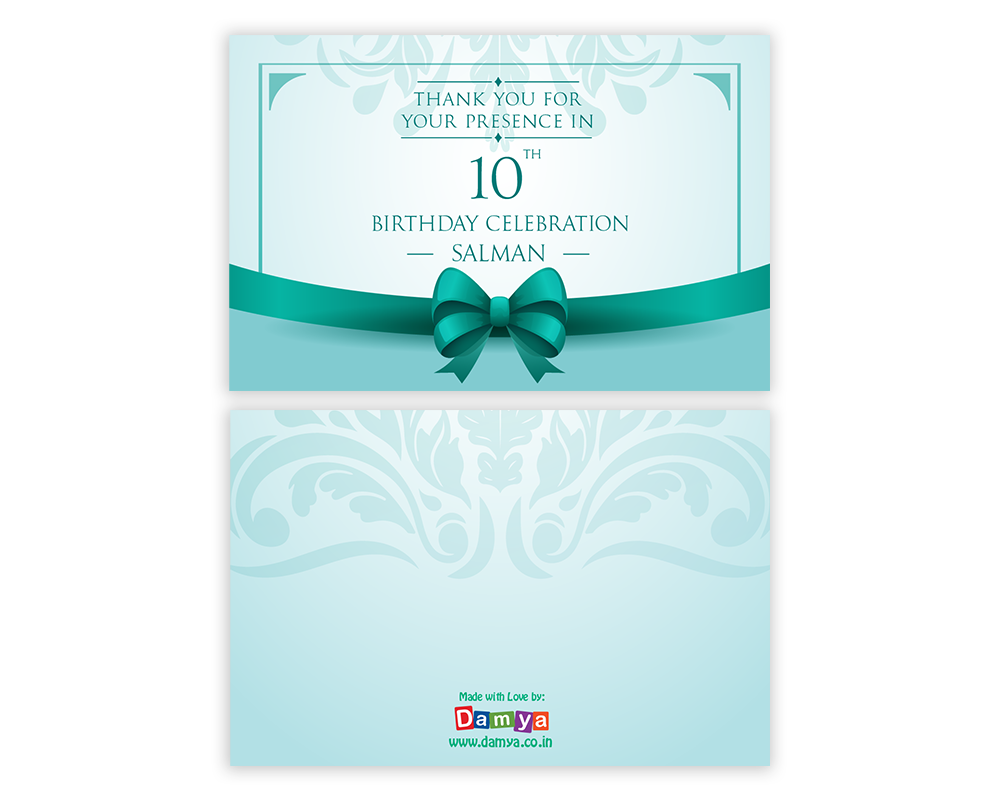 THANK YOU FOR
YOUR PRESENCE IN
10TH
BIRTHDAY CELEBRATION
SALMAN
Made with Love by:
Damya
www.damya.co.in